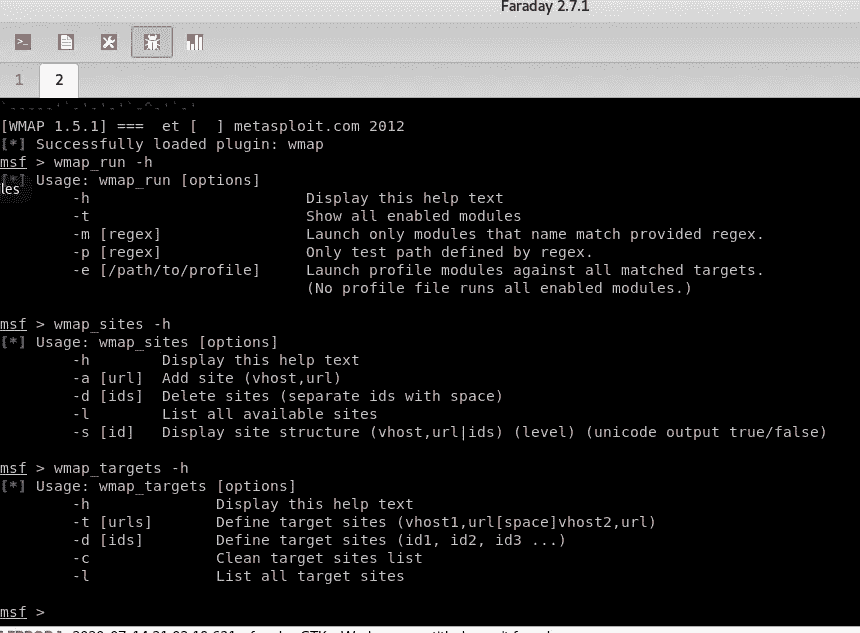 Faraday 2.7.1
1 2
[WMAP 1.5.1] === et [ ] metasploit.com 2012
[*] Successfully loaded plugin: wmap
msf > wmap_run -h
[*] Usage: wmap_run [options]
les
-h Display this help text
-t Show all enabled modules
-m [regex] Launch only modules that name match provided regex.
-p [regex] Only test path defined by regex.
-e [/path/to/profile] Launch profile modules against all matched targets.
(No profile file runs all enabled modules.)
msf > wmap_sites -h
[*] Usage: wmap_sites [options]
-h Display this help text
-a [url] Add site (vhost,url)
-d [ids] Delete sites (separate ids with space)
-l List all available sites
-s [id] Display site structure (vhost,url|ids) (level) (unicode output true/false)
msf > wmap_targets -h
[*] Usage: wmap_targets [options]
-h Display this help text
-t [urls] Define target sites (vhost1,url[space]vhost2,url)
-d [ids] Define target sites (id1, id2, id3 ...)
-c Clean target sites list
-l List all target sites
msf >